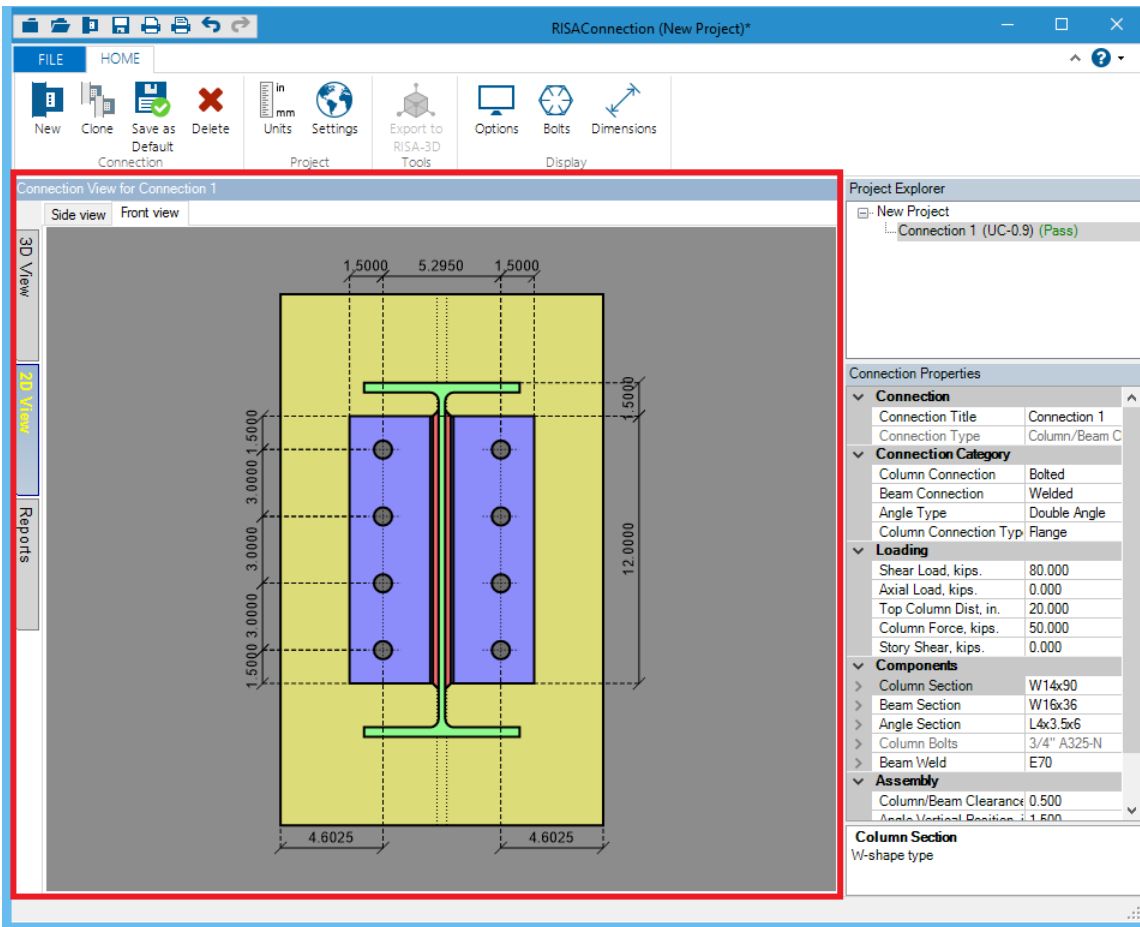 RISAConnection (New Project)*
FILE HOME
New Clone Save as Default Delete
Connection
in
mm
Units Settings
Project
Export to RISA-3D
Tools
Options Bolts Dimensions
Display
Connection View for Connection 1
Side view Front view
3D View
2D View
Reports
1.5000 5.2950 1.5000
1.5000
1.5000
3.0000
3.0000
3.0000
1.5000
12.0000
4.6025 4.6025
Project Explorer
New Project
Connection 1 (UC-0.9) (Pass)
Connection Properties
Connection
Connection Title Connection 1
Connection Type Column/Beam C
Connection Category
Column Connection Bolted
Beam Connection Welded
Angle Type Double Angle
Column Connection Typ Flange
Loading
Shear Load, kips. 80.000
Axial Load, kips. 0.000
Top Column Dist, in. 20.000
Column Force, kips. 50.000
Story Shear, kips. 0.000
Components
Column Section W14x90
Beam Section W16x36
Angle Section L4x3.5x6
Column Bolts 3/4" A325-N
Beam Weld E70
Assembly
Column/Beam Clearance 0.500
Angle Vertical Position, i 1.500
Column Section
W-shape type